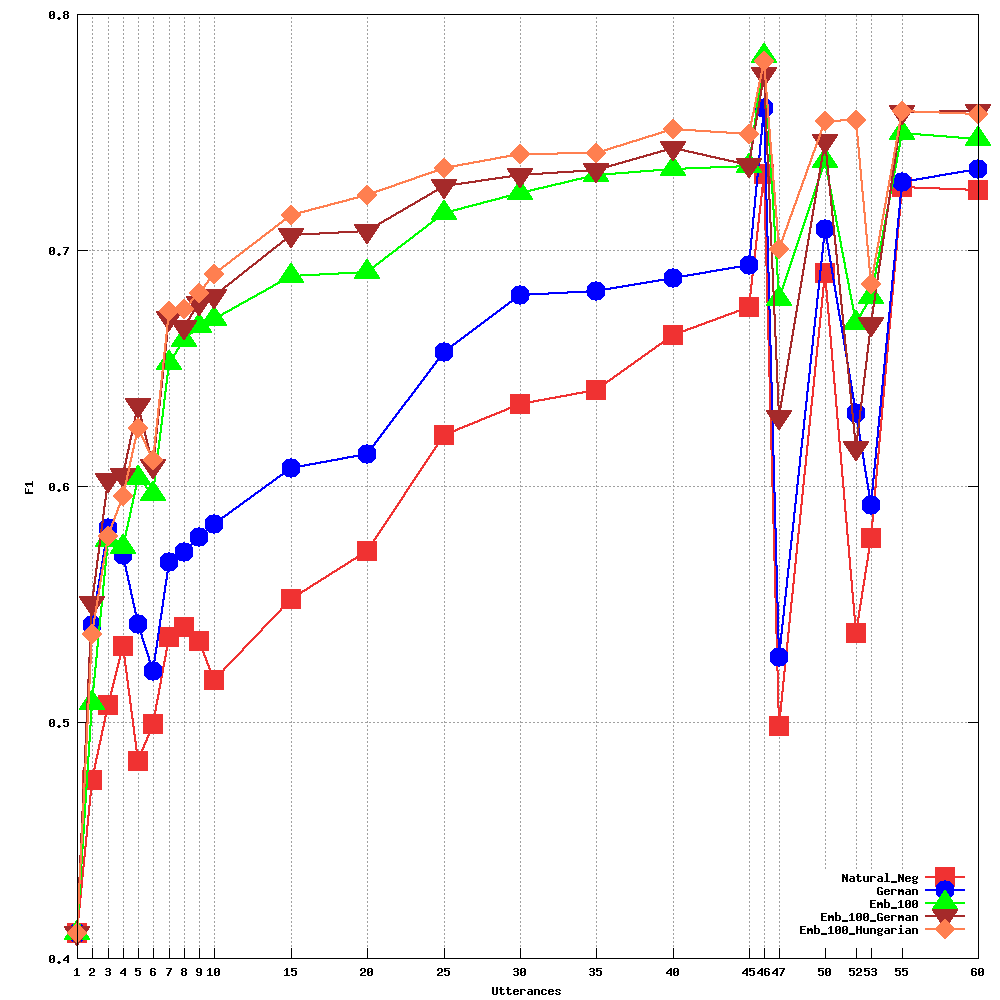 0.8
0.7
0.6
0.5
0.4
F1
1 2 3 4 5 6 7 8 9 10 15 20 25 30 35 40 45 46 47 50 52 53 55 60
Utterances
Natural_Neg
German
Emb_100
Emb_100_German
Emb_100_Hungarian